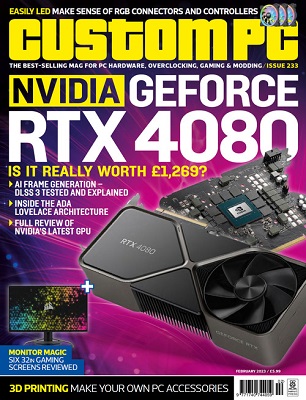 EASILY LED MAKE SENSE OF RGB CONNECTORS AND CONTROLLERS
CUSTOMPC
THE BEST-SELLING MAG FOR PC HARDWARE, OVERCLOCKING, GAMING & MODDING / ISSUE 233
NVIDIA GEFORCE
RTX 4080
IS IT REALLY WORTH £1,269?
AI FRAME GENERATION –
DLSS 3 TESTED AND EXPLAINED
INSIDE THE ADA
LOVELACE ARCHITECTURE
FULL REVIEW OF
NVIDIA'S LATEST GPU
RTX 4080
GEFORCE RTX
+
MONITOR MAGIC
SIX 32in GAMING
SCREENS REVIEWED
FEBRUARY 2023 / £5.99
3D PRINTING MAKE YOUR OWN PC ACCESSORIES